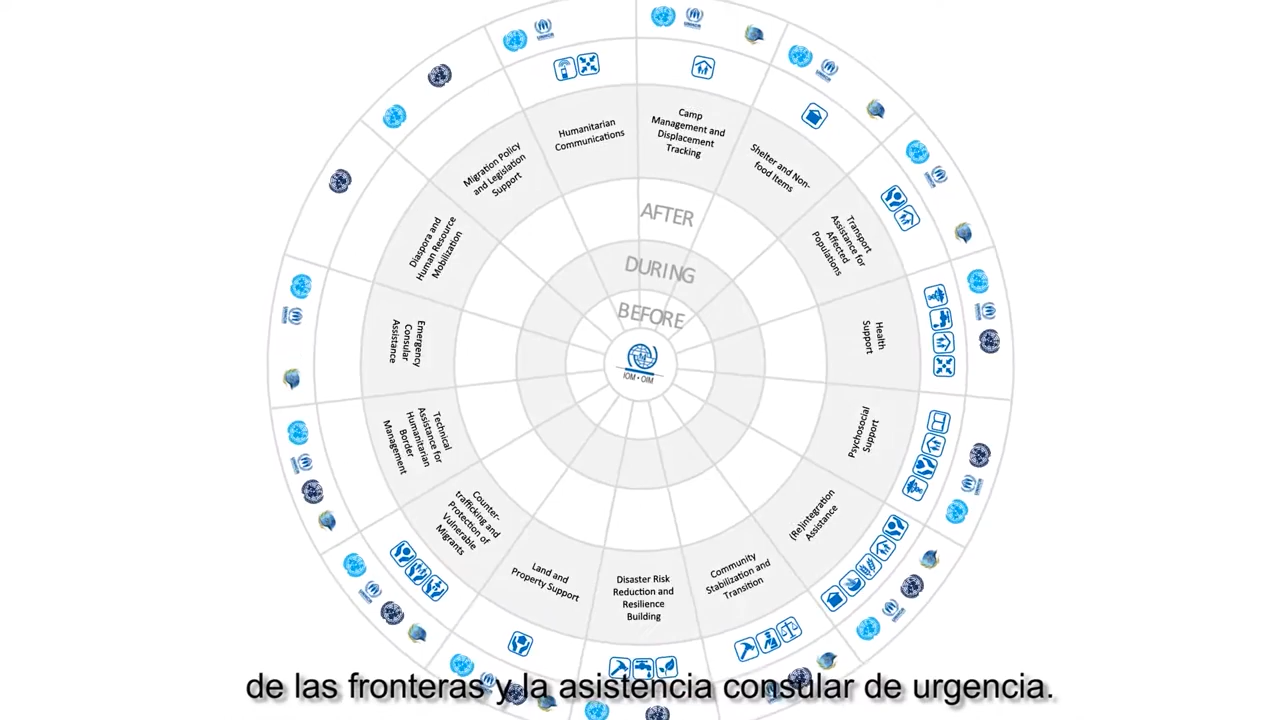 UNHCR
UNHCR
UNHCR
Humanitarian
Communications
Camp
Management and
Displacement
Tracking
Shelter and Non-
food Items
Transport
Assistance for
Affected
Populations
Health
Support
Psychosocial
Support
(Re)integration
Assistance
Community
Stabilization and
Transition
Disaster Risk
Reduction and
Resilience
Building
Land and
Property Support
Counter-
trafficking and
Protection of
Vulnerable
Migrants
Technical
Assistance for
Humanitarian
Border
Management
Emergency
Consular
Assistance
Diaspora and
Human Resource
Mobilization
Migration Policy
and Legislation
Support
AFTER
DURING
BEFORE
IOM • OIM
de las fronteras y la asistencia consular de urgencia.